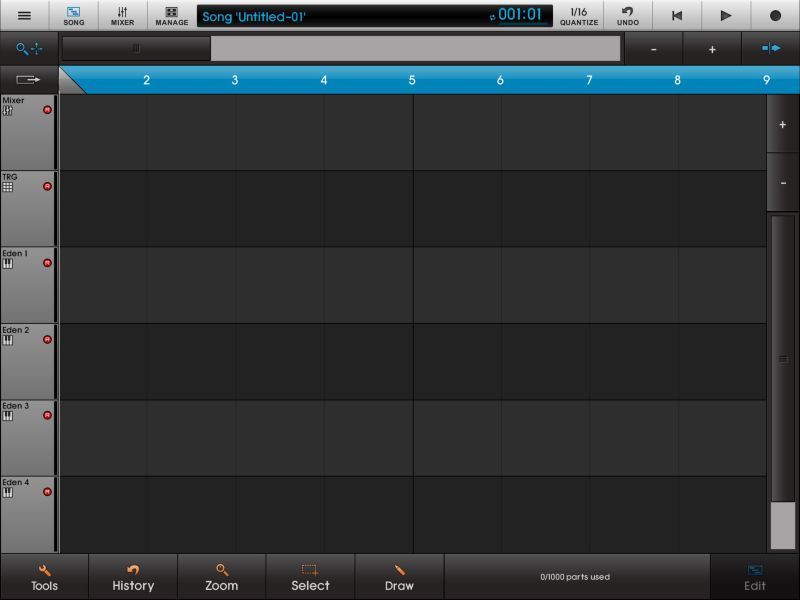 SONG
MIXER
MANAGE
Song 'Untitled-01'
001:01
1/16
QUANTIZE
UNDO
-
+
2 3 4 5 6 7 8 9
Mixer
R
+
TRG
R
-
Eden 1
R
Eden 2
R
Eden 3
R
Eden 4
R
Tools
History
Zoom
Select
Draw
0/1000 parts used
Edit